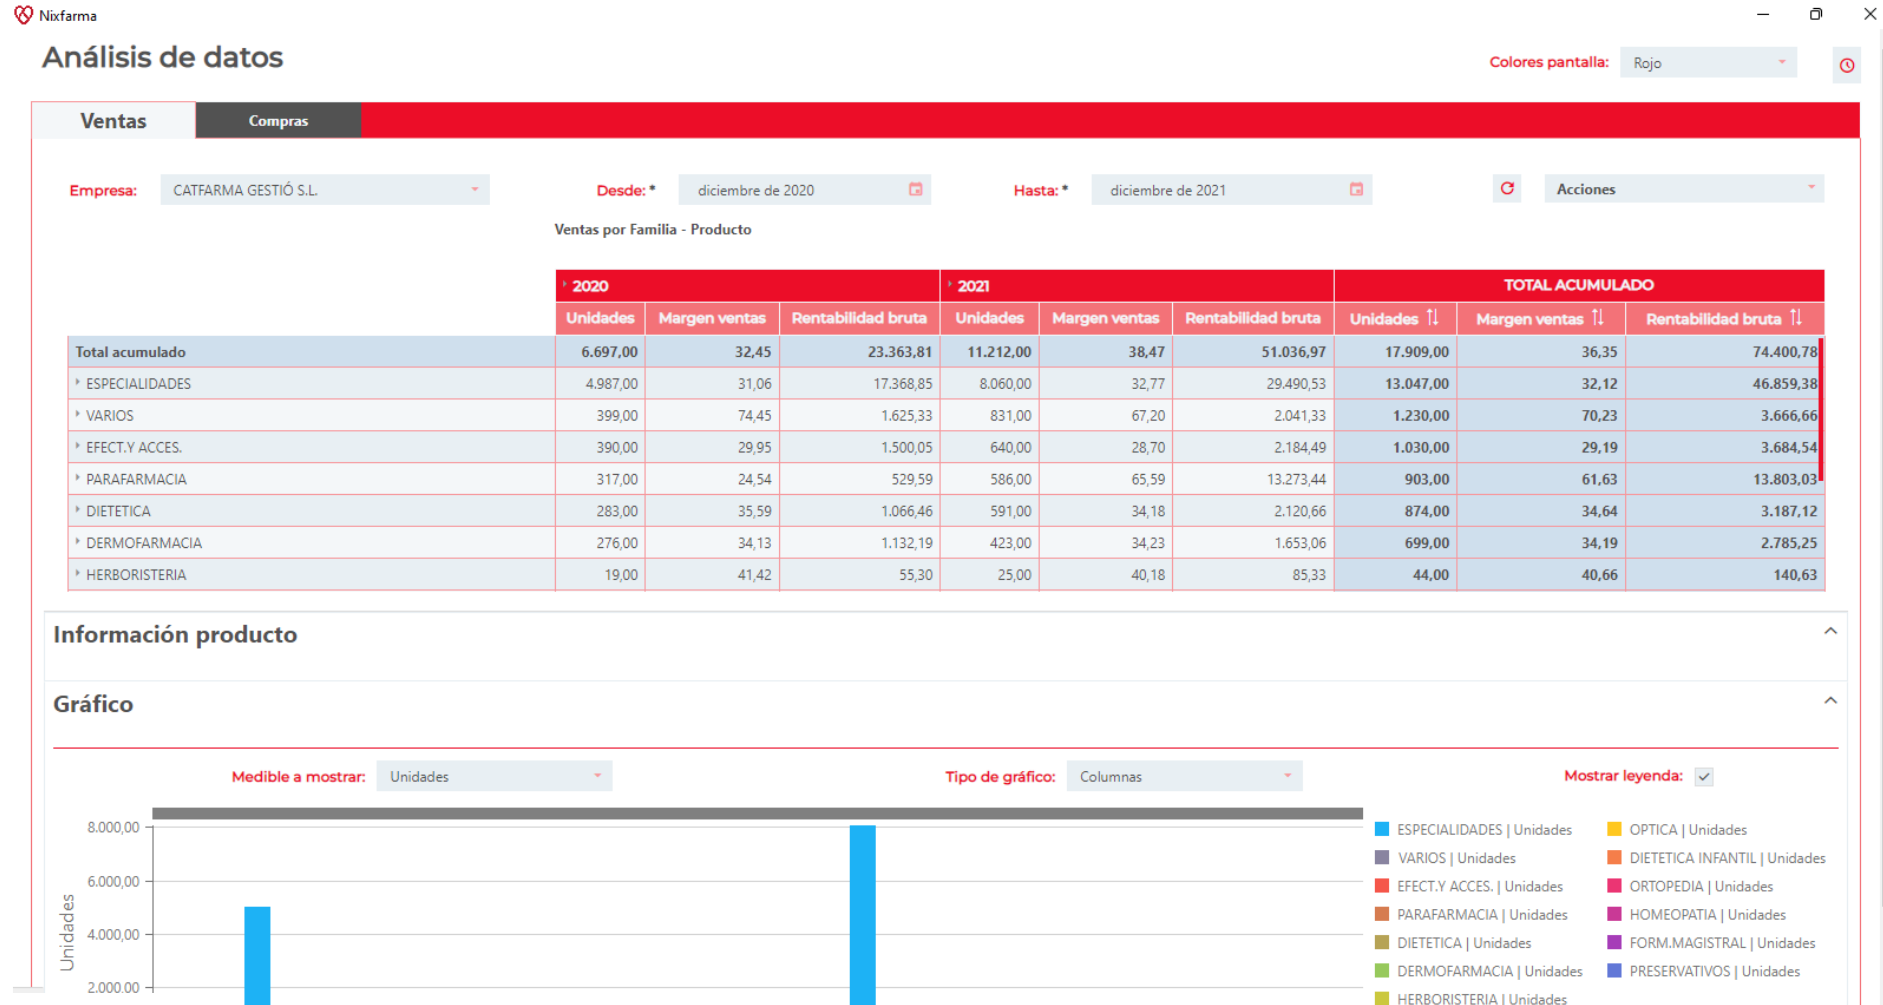 Nixfarma
Análisis de datos
Colores pantalla: Rojo
Ventas Compras
Empresa: CATFARMA GESTIÓ S.L. Desde: * diciembre de 2020 Hasta: * diciembre de 2021 Acciones
Ventas por Familia - Producto
2020 2021 TOTAL ACUMULADO
Unidades Margen ventas Rentabilidad bruta Unidades Margen ventas Rentabilidad bruta Unidades Margen ventas Rentabilidad bruta
Total acumulado 6.697,00 32,45 23.363,81 11.212,00 38,47 51.036,97 17.909,00 36,35 74.400,78
ESPECIALIDADES 4.987,00 31,06 17.368,85 8.060,00 32,77 29.490,53 13.047,00 32,12 46.859,38
VARIOS 399,00 74,45 1.625,33 831,00 67,20 2.041,33 1.230,00 70,23 3.666,66
EFECT.Y ACCES. 390,00 29,95 1.500,05 640,00 28,70 2.184,49 1.030,00 29,19 3.684,54
PARAFARMACIA 317,00 24,54 529,59 586,00 65,59 13.273,44 903,00 61,63 13.803,03
DIETETICA 283,00 35,59 1.066,46 591,00 34,18 2.120,66 874,00 34,64 3.187,12
DERMOFARMACIA 276,00 34,13 1.132,19 423,00 34,23 1.653,06 699,00 34,19 2.785,25
HERBORISTERIA 19,00 41,42 55,30 25,00 40,18 85,33 44,00 40,66 140,63
Información producto
Gráfico
Medible a mostrar: Unidades Tipo de gráfico: Columnas Mostrar leyenda:
8.000,00
6.000,00
4.000,00
2.000.00
Unidades
ESPECIALIDADES | Unidades OPTICA | Unidades
VARIOS | Unidades DIETETICA INFANTIL | Unidades
EFECT.Y ACCES. | Unidades ORTOPEDIA | Unidades
PARAFARMACIA | Unidades HOMEOPATIA | Unidades
DIETETICA | Unidades FORM.MAGISTRAL | Unidades
DERMOFARMACIA | Unidades PRESERVATIVOS | Unidades
HERBORISTERIA | Unidades